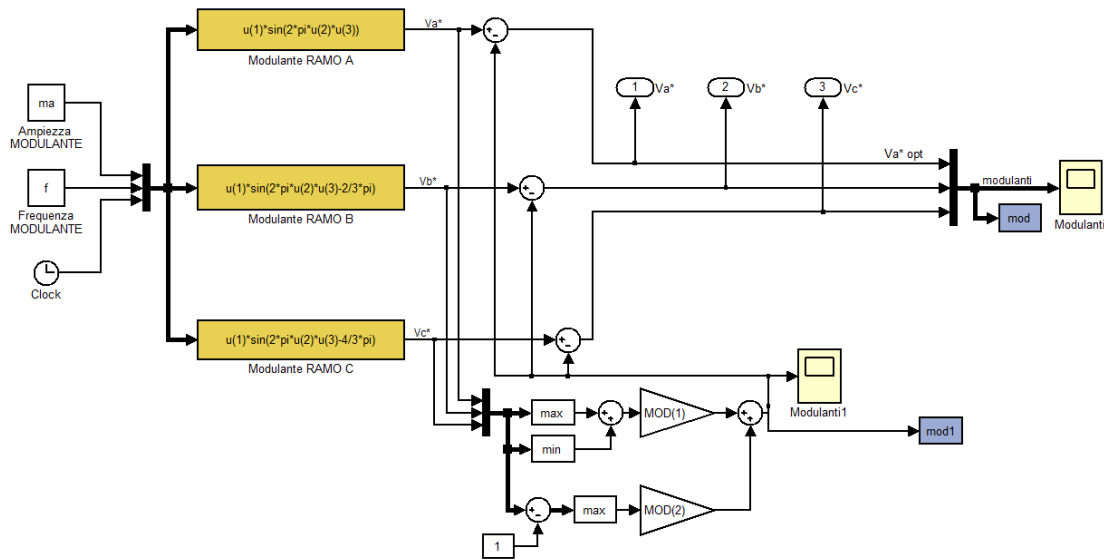 u(1)*sin(2*pi*u(2)*u(3))
Modulante RAMO A
Va*
+
-
ma
Ampiezza
MODULANTE
f
Frequenza
MODULANTE
Clock
u(1)*sin(2*pi*u(2)*u(3)-2/3*pi)
Modulante RAMO B
Vb*
+
-
u(1)*sin(2*pi*u(2)*u(3)-4/3*pi)
Modulante RAMO C
Vc*
+
-
1
Va*
2
Vb*
3
Vc*
Va* opt
modulanti
mod
Modulanti
Modulanti1
mod1
max
+
+
MOD(1)
+
+
min
+
-
max
MOD(2)
1